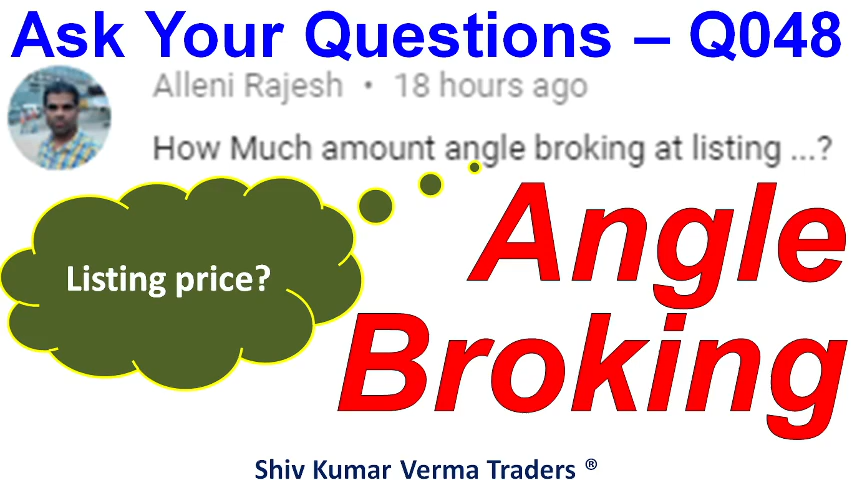 Ask Your Questions – Q048
Alleni Rajesh • 18 hours ago
How Much amount angle broking at listing ...?
Listing price?
Angle
Broking
Shiv Kumar Verma Traders ®